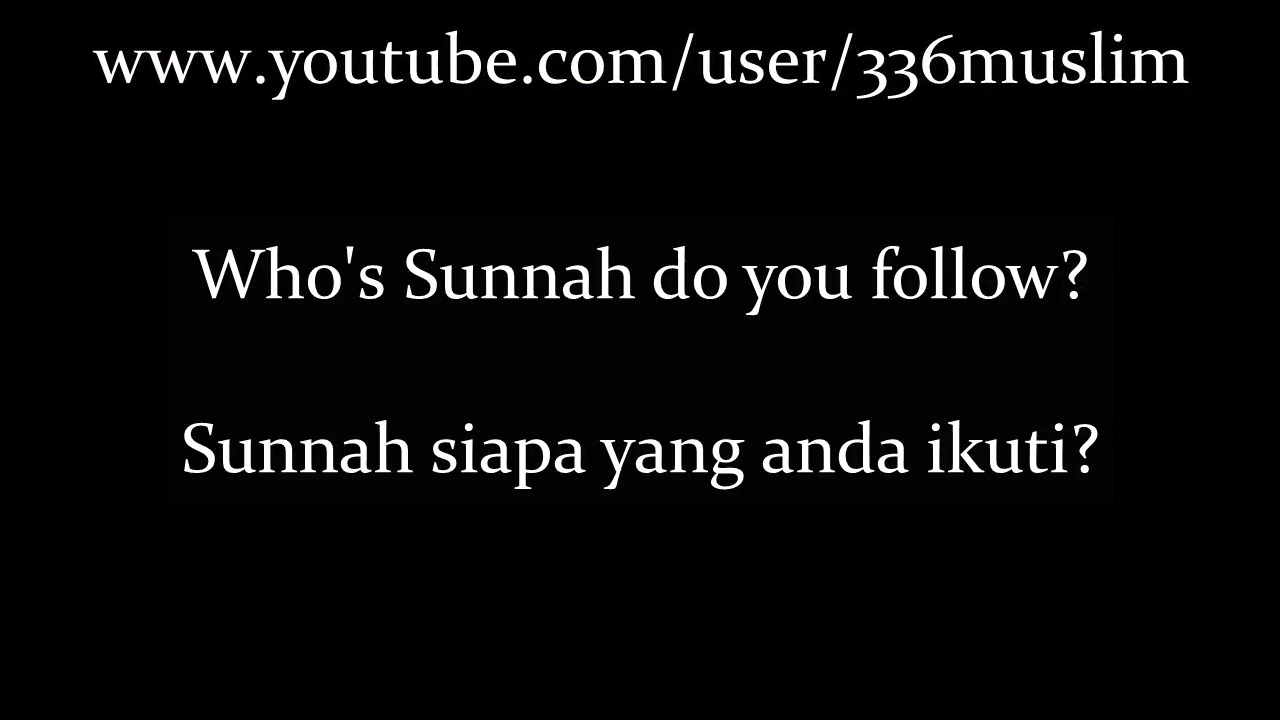 www.youtube.com/user/336muslim
Who's Sunnah do you follow?
Sunnah siapa yang anda ikuti?